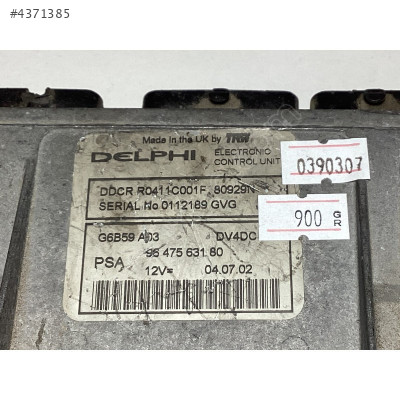 #4371385
Made in the UK by TRW
DELPHI ELECTRONIC
CONTROL UNIT
0390307
DDCR R0411C001F
SERIAL No 0112189 GVG
900 GR
G6B59 A03 DV4DC
PSA 96 475 631 80
12V= 04.07.02